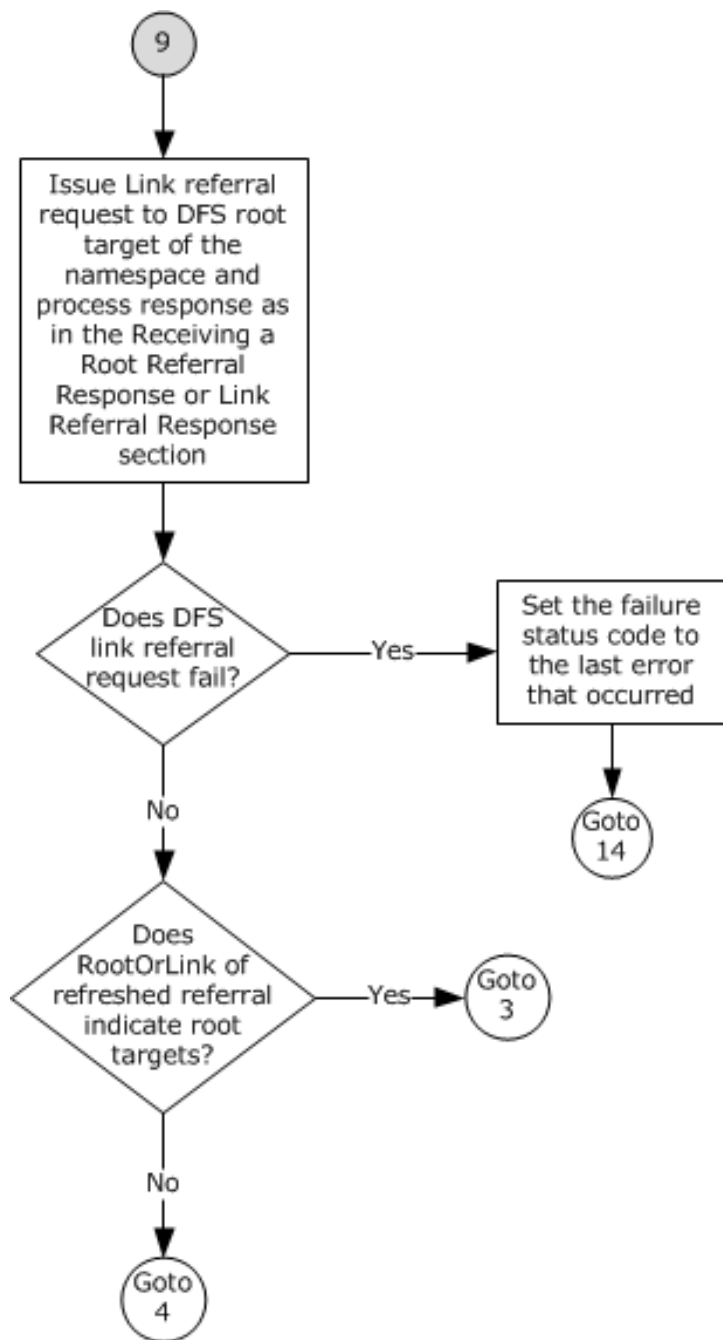 9
Issue Link referral
request to DFS root
target of the
namespace and
process response as
in the Receiving a
Root Referral
Response or Link
Referral Response
section
Does DFS
link referral
request fail?
Yes
Set the failure
status code to
the last error
that occurred
No
Goto
14
Does
RootOrLink of
refreshed referral
indicate root
targets?
Yes
Goto
3
No
Goto
4